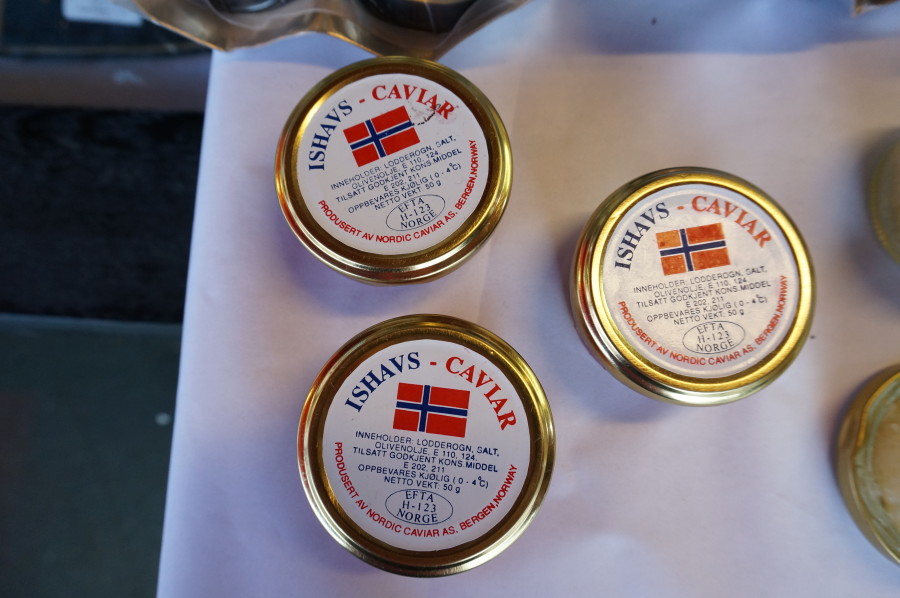 ISHAVS - CAVIAR
INNEHOLDER: LODDEROGN, SALT,
OLIVENOLJE, E 110, 124.
TILSATT GODKJENT KONS.MIDDEL
E 202, 211
OPPBEVARES KJØLIG ( 0 - 4°C)
NETTO VEKT: 50 g
EFTA
H-123
NORGE
PRODUSERT AV NORDIC CAVIAR AS, BERGEN, NORWAY
ISHAVS - CAVIAR
INNEHOLDER: LODDEROGN, SALT,
OLIVENOLJE, E 110, 124.
TILSATT GODKJENT KONS.MIDDEL
E 202, 211
OPPBEVARES KJØLIG ( 0 - 4°C)
NETTO VEKT: 50 g
EFTA
H-123
NORGE
PRODUSERT AV NORDIC CAVIAR AS, BERGEN, NORWAY
ISHAVS - CAVIAR
INNEHOLDER: LODDEROGN, SALT,
OLIVENOLJE, E 110, 124.
TILSATT GODKJENT KONS.MIDDEL
E 202, 211
OPPBEVARES KJØLIG ( 0 - 4°C)
NETTO VEKT: 50 g
EFTA
H-123
NORGE
PRODUSERT AV NORDIC CAVIAR AS, BERGEN, NORWAY